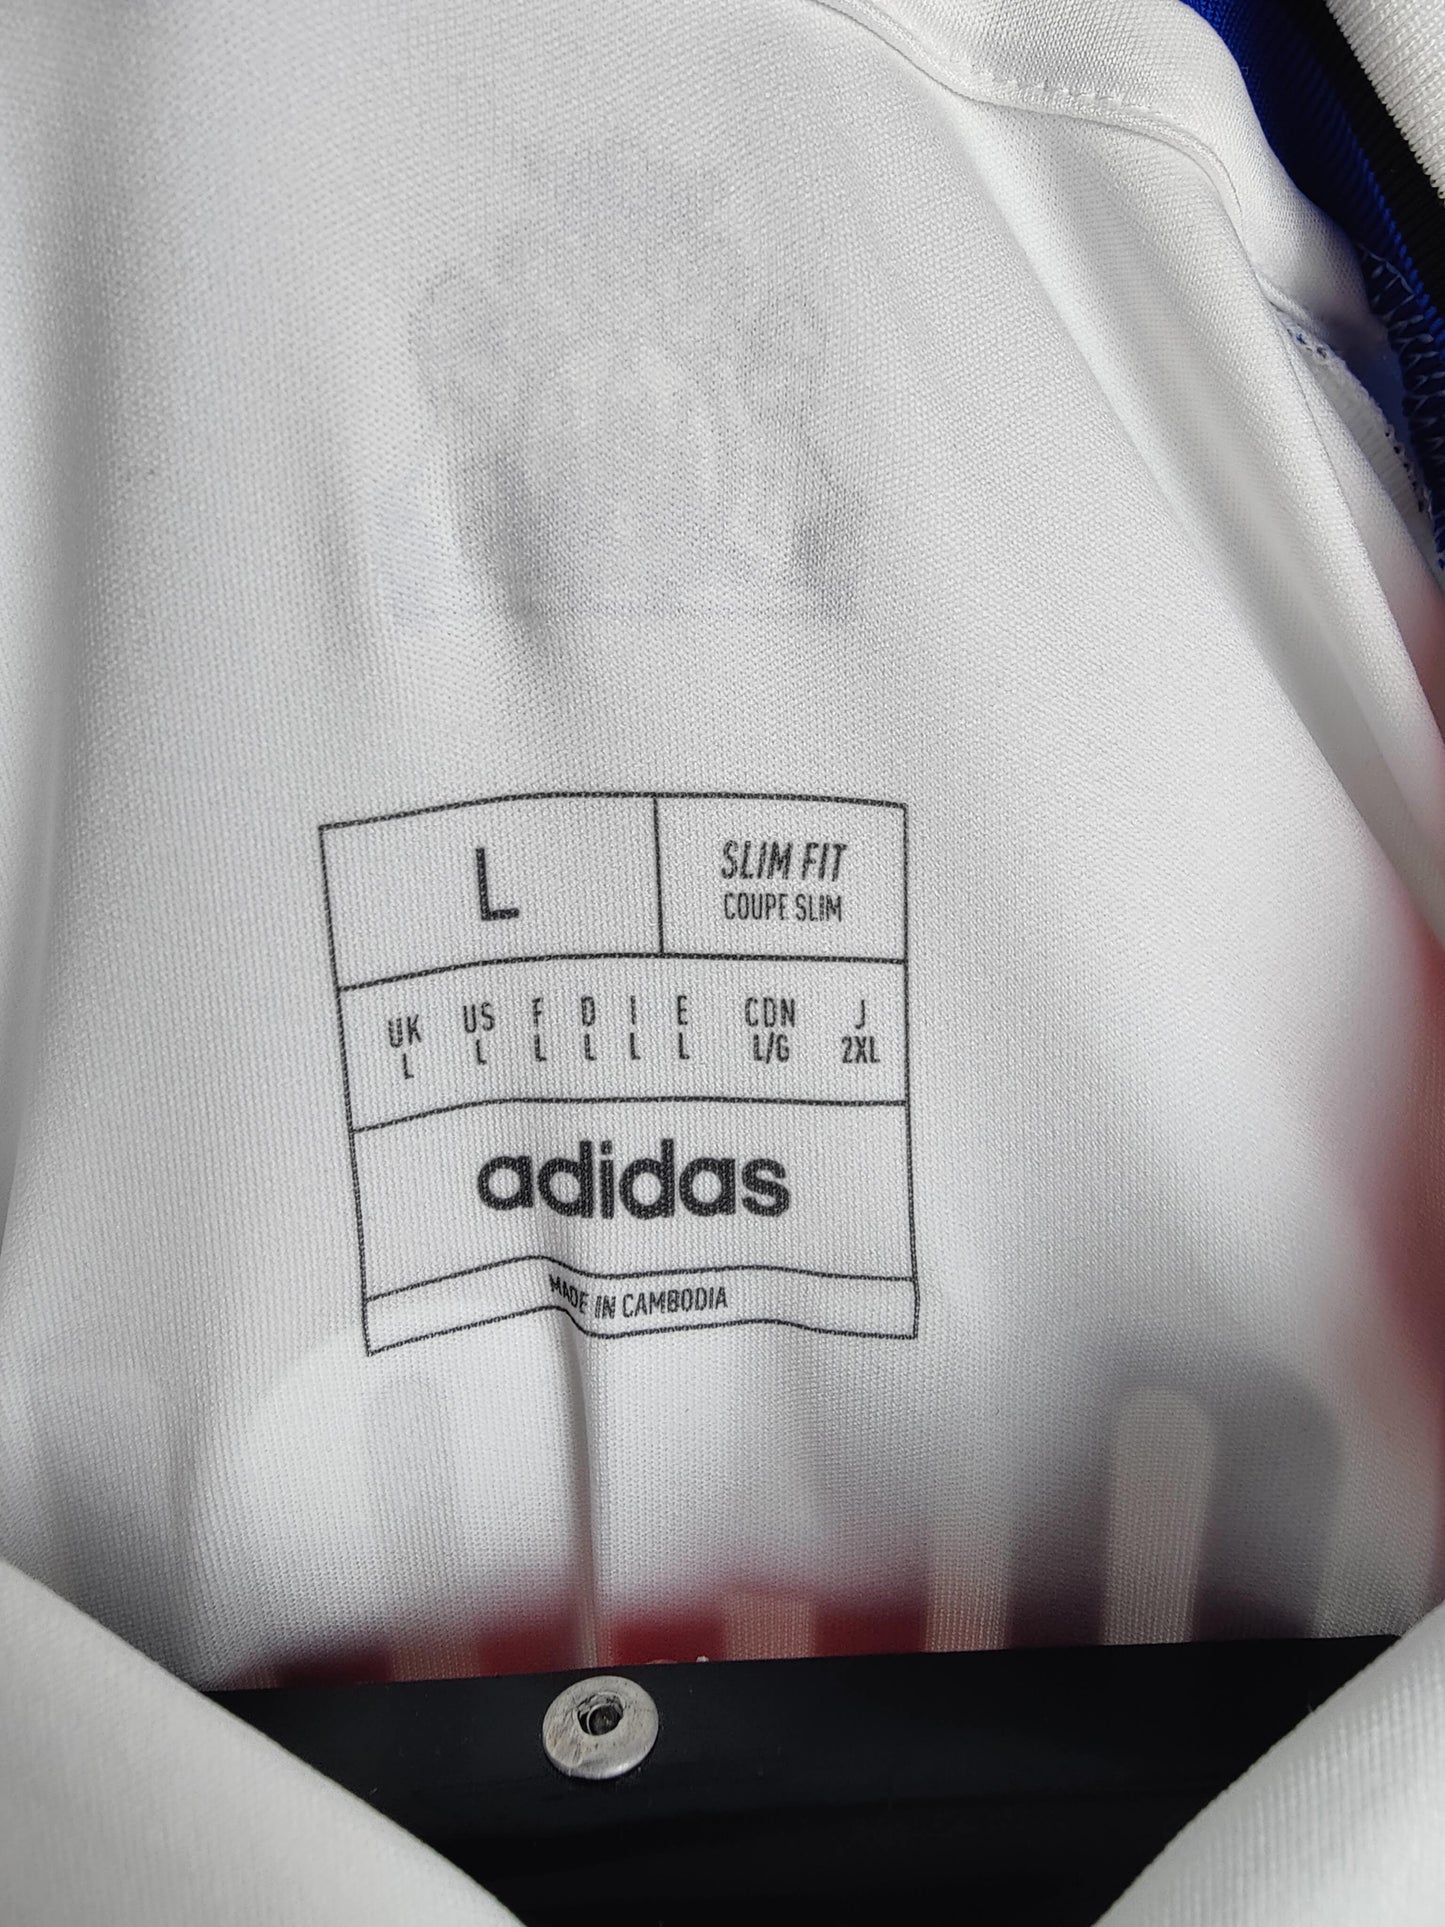 L
SLIM FIT
COUPE SLIM
UK US F D I E CDN J
L L L L L L L/G 2XL
adidas
MADE IN CAMBODIA